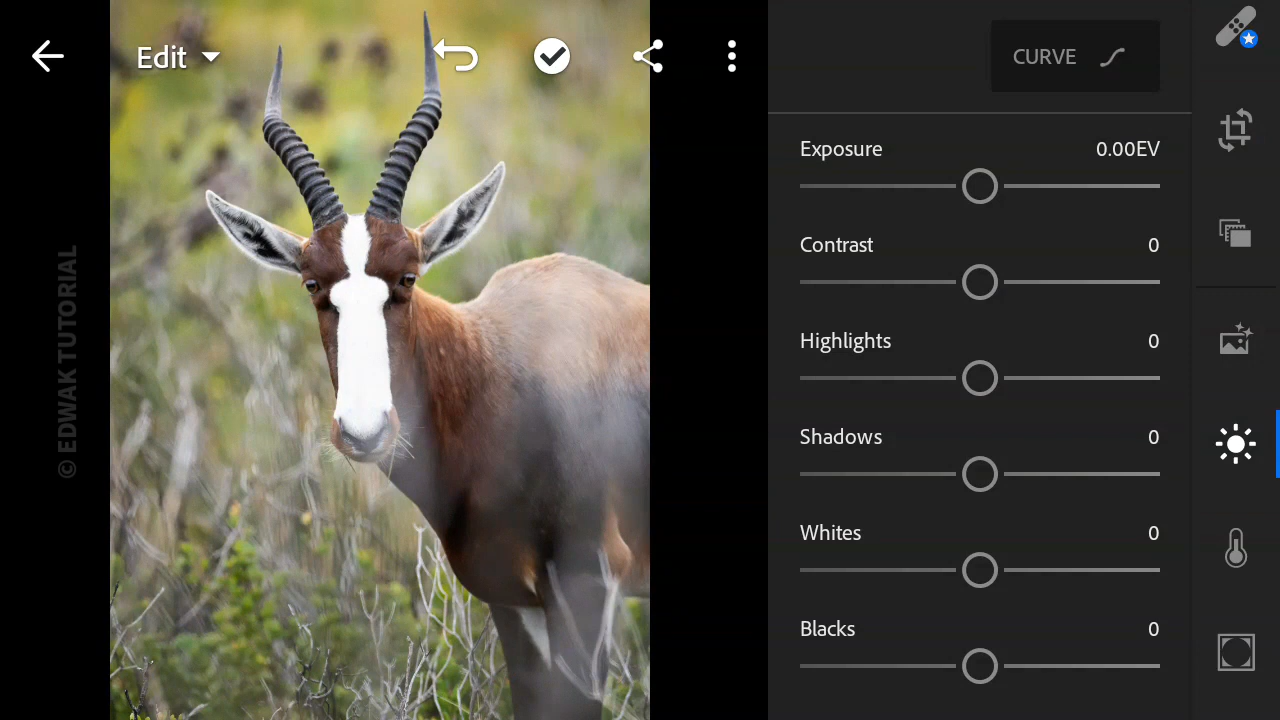 Edit
CURVE
Exposure 0.00EV
Contrast 0
Highlights 0
Shadows 0
Whites 0
Blacks 0
© EDWAK TUTORIAL